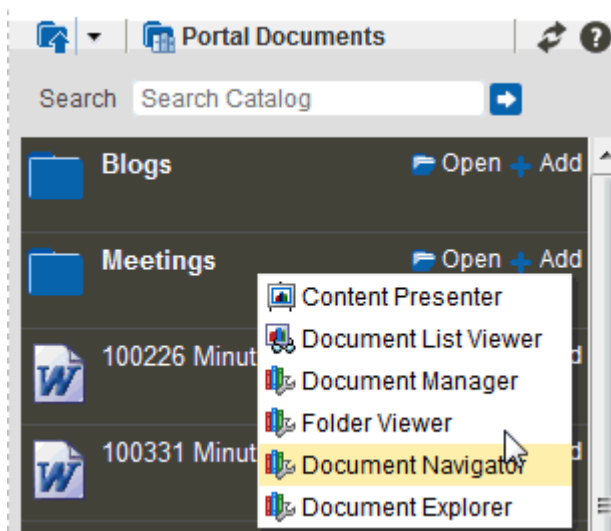 Portal Documents
Search Search Catalog
Blogs Open Add
Meetings Open Add
Content Presenter
Document List Viewer
100226 Minut d
Document Manager
Folder Viewer
100331 Minut d
Document Navigator
Document Explorer